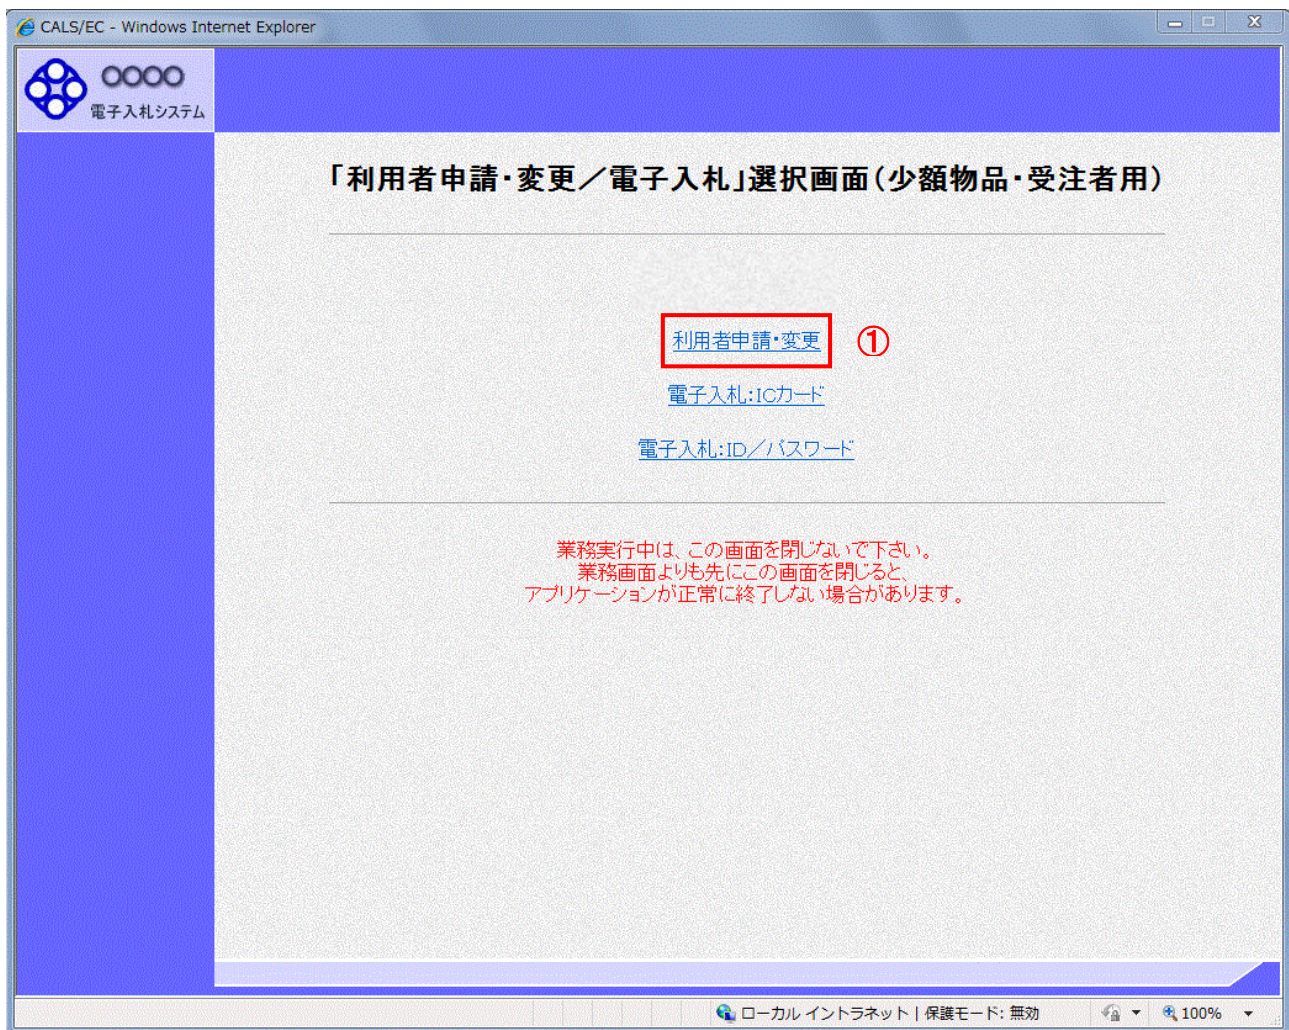 CALS/EC - Windows Internet Explorer
○○○○
電子入札システム
「利用者申請・変更／電子入札」選択画面（少額物品・受注者用）
利用者申請・変更 ①
電子入札：ICカード
電子入札：ID／パスワード
業務実行中は、この画面を閉じないで下さい。
業務画面よりも先にこの画面を閉じると、
アプリケーションが正常に終了しない場合があります。
ローカル イントラネット | 保護モード: 無効
100%